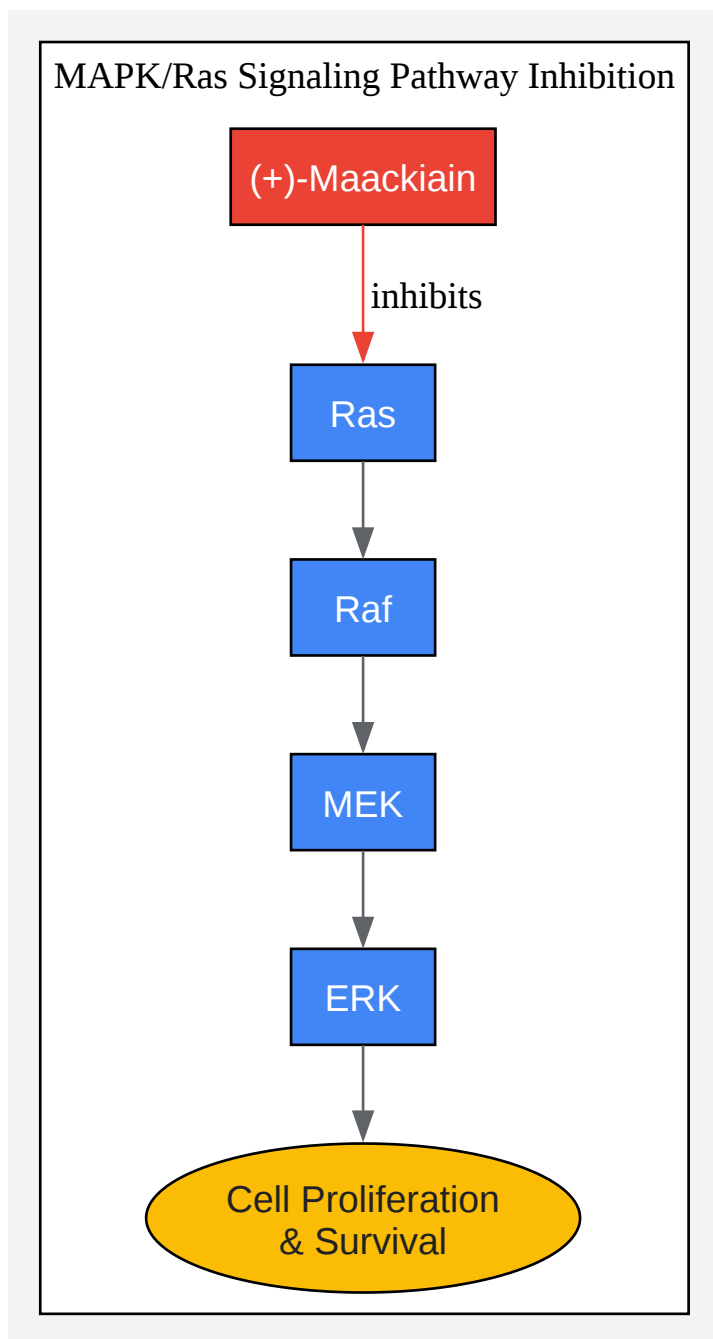 MAPK/Ras Signaling Pathway Inhibition
(+)-Maackiain
inhibits
Ras
Raf
MEK
ERK
Cell Proliferation
& Survival